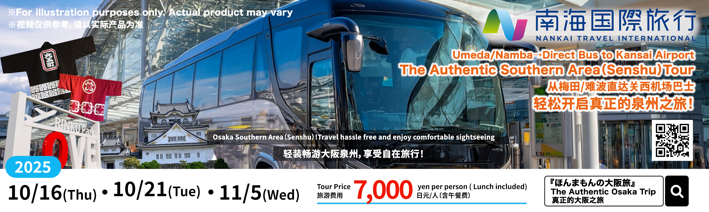 ※For illustration purposes only. Actual product may vary
※视频仅供参考，请以实际产品为准
南海国際旅行
NANKAI TRAVEL INTERNATIONAL
Umeda/Namba→Direct Bus to Kansai Airport
The Authentic Southern Area（Senshu）Tour
从梅田/难波直达关西机场巴士
轻松开启真正的泉州之旅！
Osaka Southern Area（Senshu）!Travel hassle free and enjoy comfortable sightseeing
轻装畅游大阪泉州，享受自在旅行！
2025
10/16(Thu)・10/21(Tue)・11/5(Wed)
Tour Price
旅游费用
7,000
yen per person ( Lunch included)
日元/人（含午餐费）
『ほんまもんの大阪旅』
The Authentic Osaka Trip
真正的大阪之旅